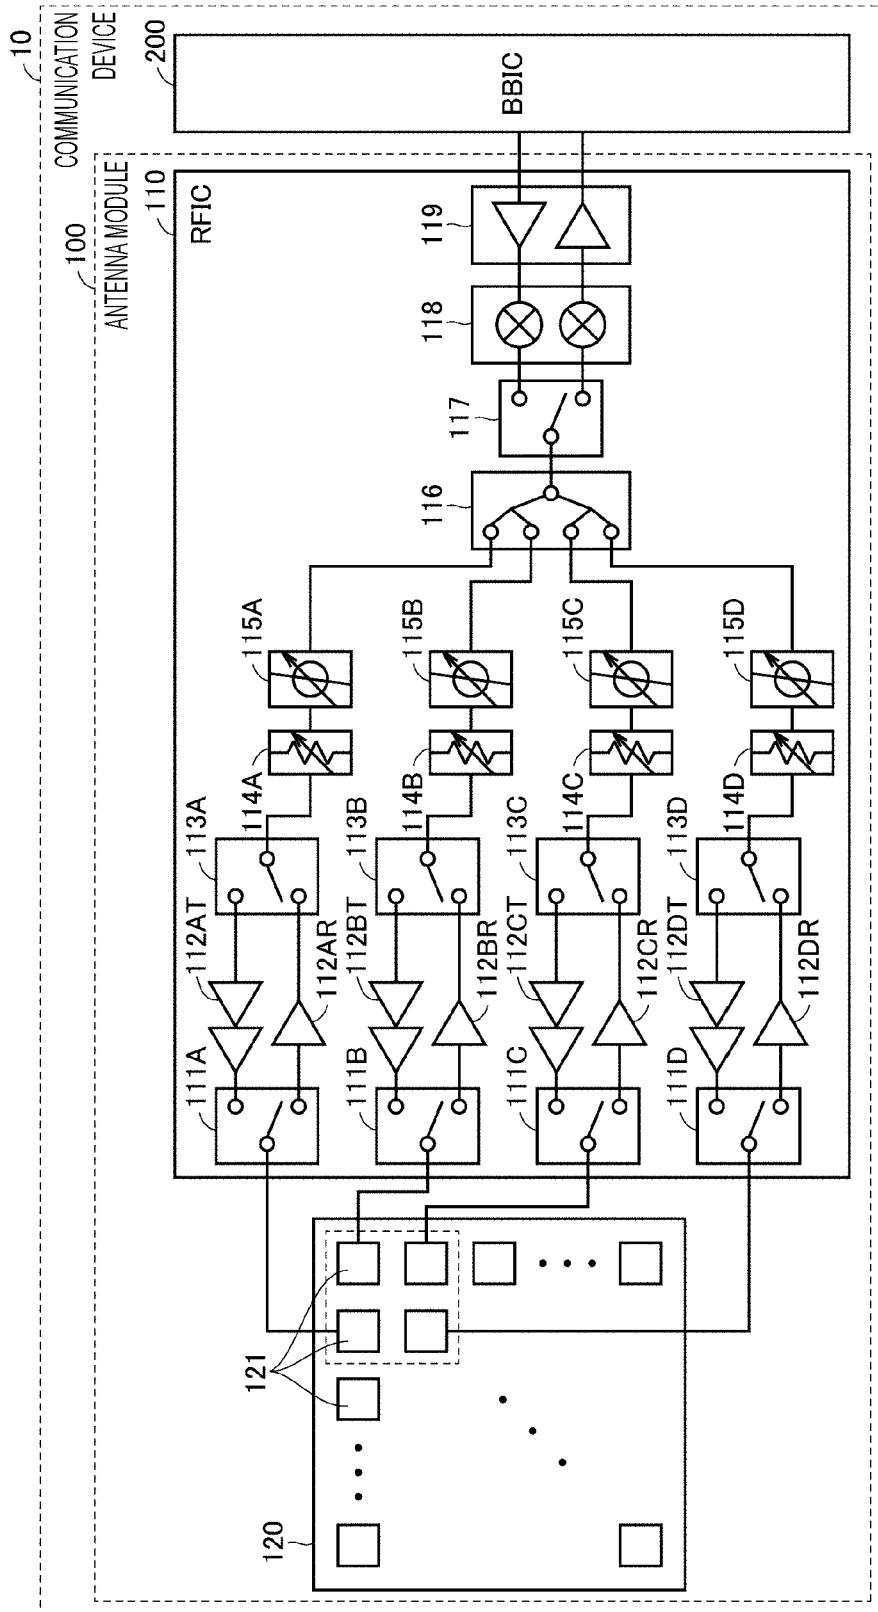 10
COMMUNICATION
DEVICE
100
ANTENNA MODULE
200
BBIC
110
RFIC
119
118
117
116
115A
115B
115C
115D
114A
114B
114C
114D
113A
113B
113C
113D
112AT
112BT
112CT
112DT
112AR
112BR
112CR
112DR
111A
111B
111C
111D
121
120